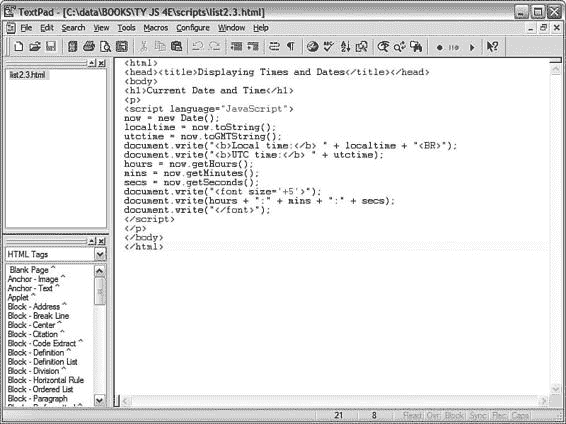 TextPad - [C:\data\BOOKS\TY JS 4E\scripts\list2.3.html]
File Edit Search View Tools Macros Configure Window Help
list2.3.html
<html>
<head><title>Displaying Times and Dates</title></head>
<body>
<h1>Current Date and Time</h1>
<p>
<script language="JavaScript">
now = new Date();
localtime = now.toString();
utctime = now.toGMTString();
document.write("<b>Local time:</b> " + localtime + "<BR>");
document.write("<b>UTC time:</b> " + utctime);
hours = now.getHours();
mins = now.getMinutes();
secs = now.getSeconds();
document.write("<font size='+5'>");
document.write(hours + ":" + mins + ":" + secs);
document.write("</font>");
</script>
</p>
</body>
</html>
HTML Tags
Blank Page ^
Anchor - Image ^
Anchor - Text ^
Applet ^
Block - Address ^
Block - Break Line
Block - Center ^
Block - Citation ^
Block - Code Extract ^
Block - Definition ^
Block - Definition List
Block - Division ^
Block - Horizontal Rule
Block - Ordered List
Block - Paragraph
21 8 Read Ovr Block Sync Rec Caps